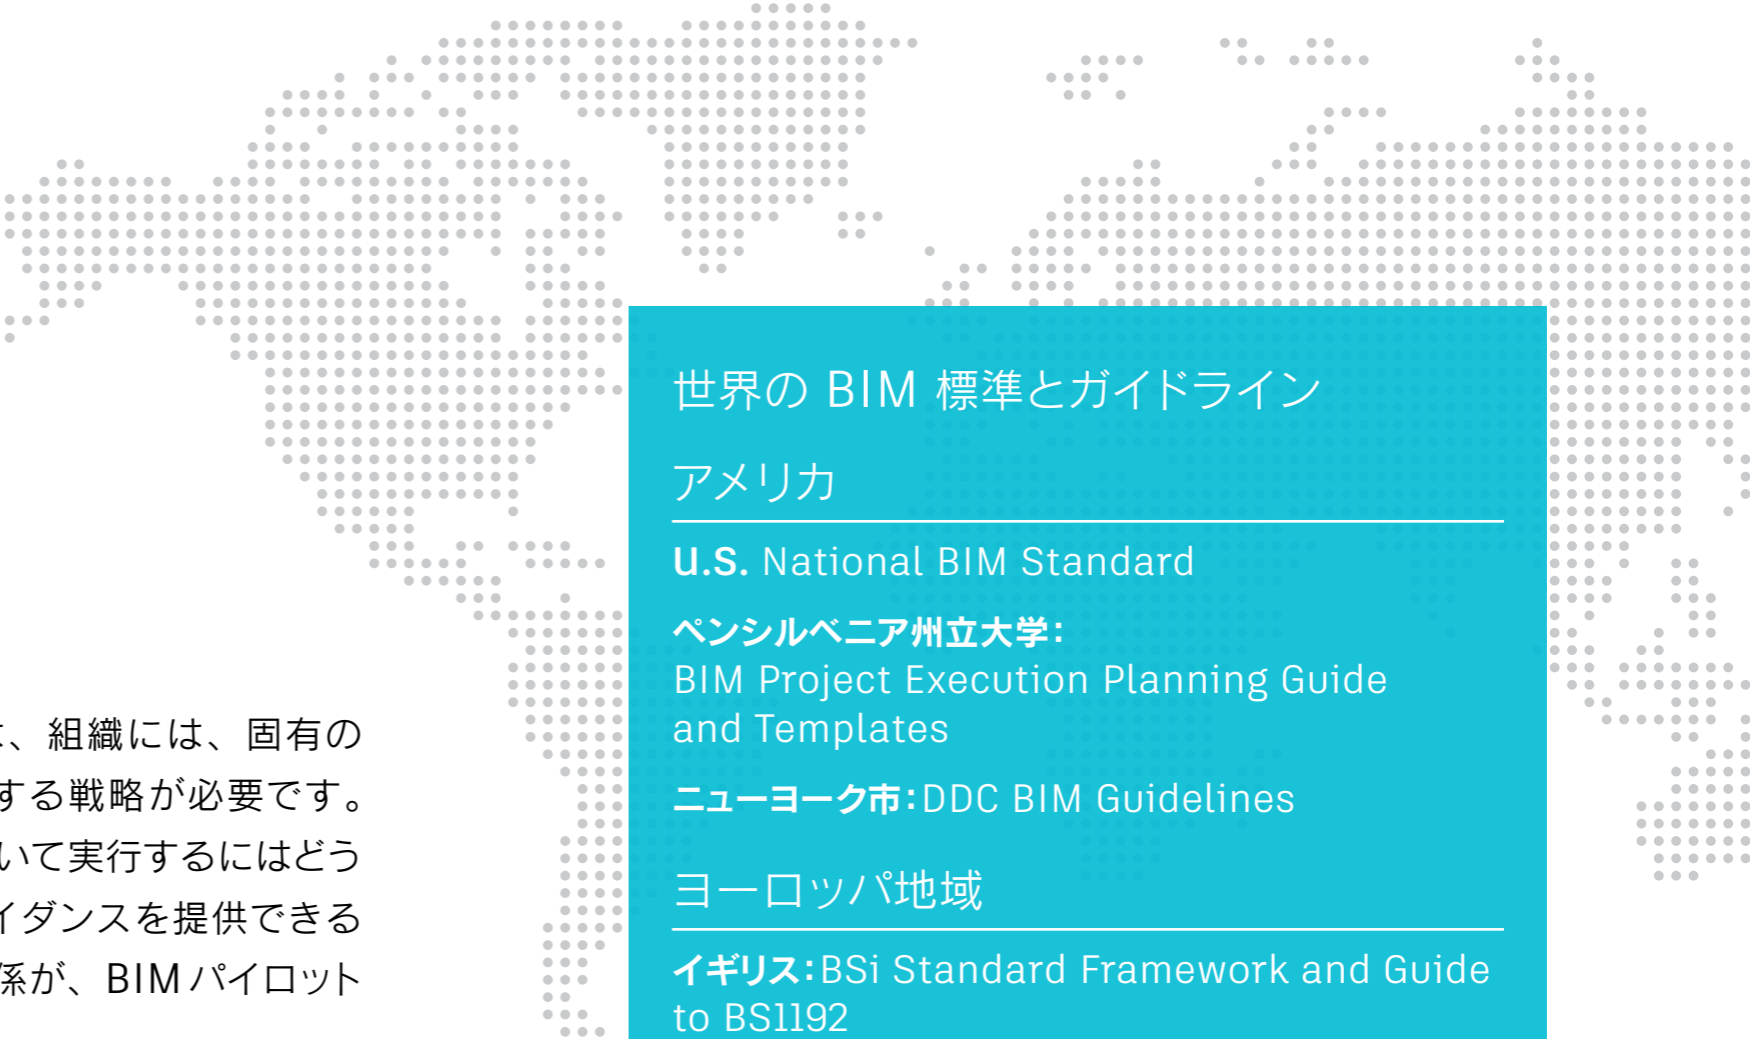 、組織には、固有の
する戦略が必要です。
いて実行するにはどう
イダンスを提供できる
係が、BIM パイロット
世界の BIM 標準とガイドライン
アメリカ
U.S. National BIM Standard
ペンシルベニア州立大学：
BIM Project Execution Planning Guide
and Templates
ニューヨーク市：DDC BIM Guidelines
ヨーロッパ地域
イギリス：BSi Standard Framework and Guide
to BS1192